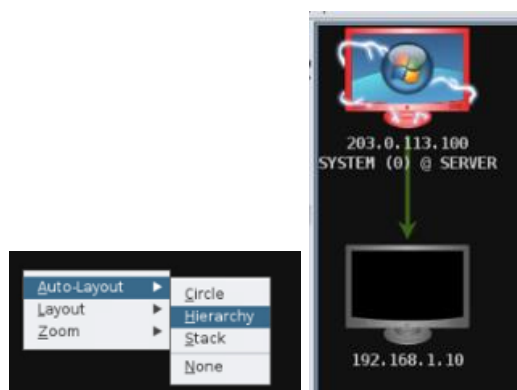 Auto-Layout
Layout
Zoom
Circle
Hierarchy
Stack
None
203.0.113.100
SYSTEM (0) @ SERVER
192.168.1.10